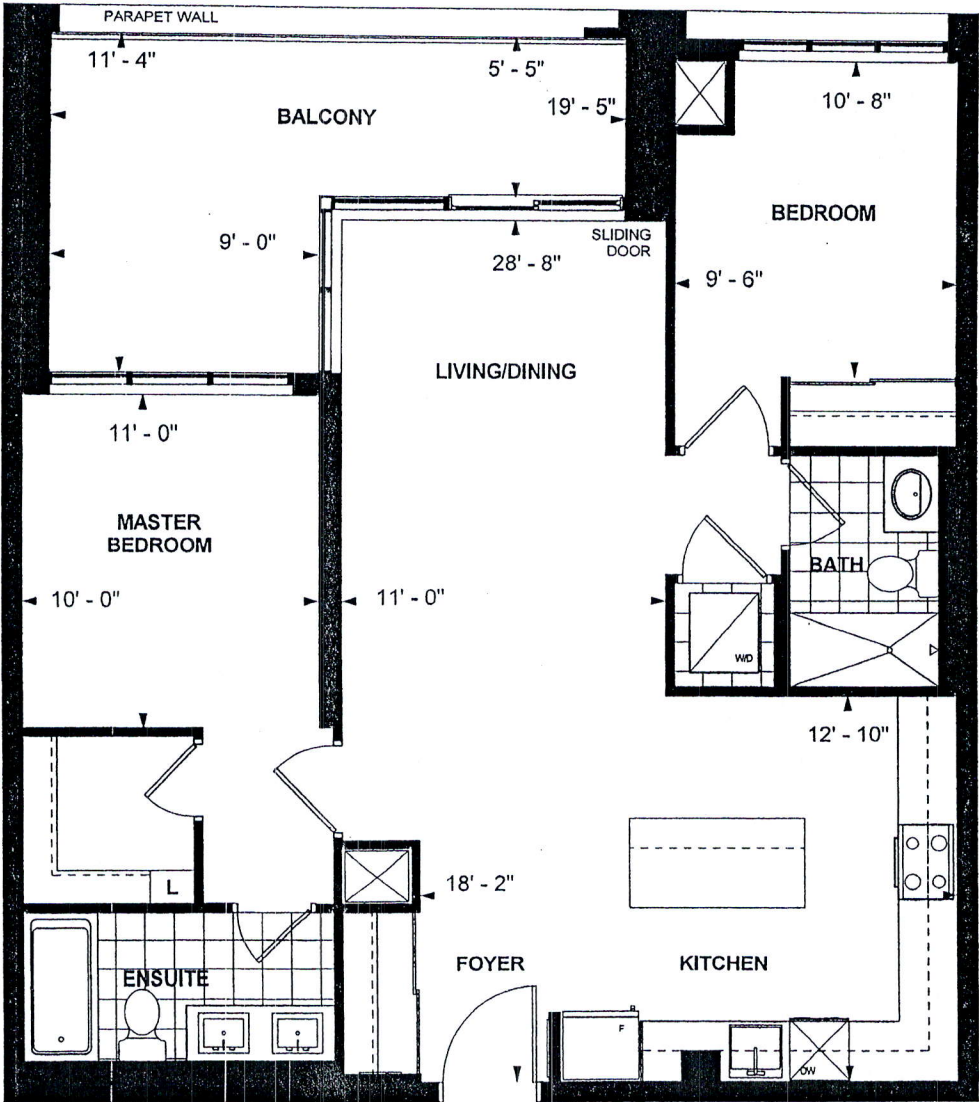 PARAPET WALL
11' - 4"
5' - 5"
19' - 5"
10' - 8"
BALCONY
BEDROOM
9' - 0"
SLIDING
DOOR
28' - 8"
9' - 6"
LIVING/DINING
11' - 0"
MASTER
BEDROOM
BATH
10' - 0"
11' - 0"
W/D
12' - 10"
L
18' - 2"
ENSUITE
FOYER
KITCHEN
F
DW